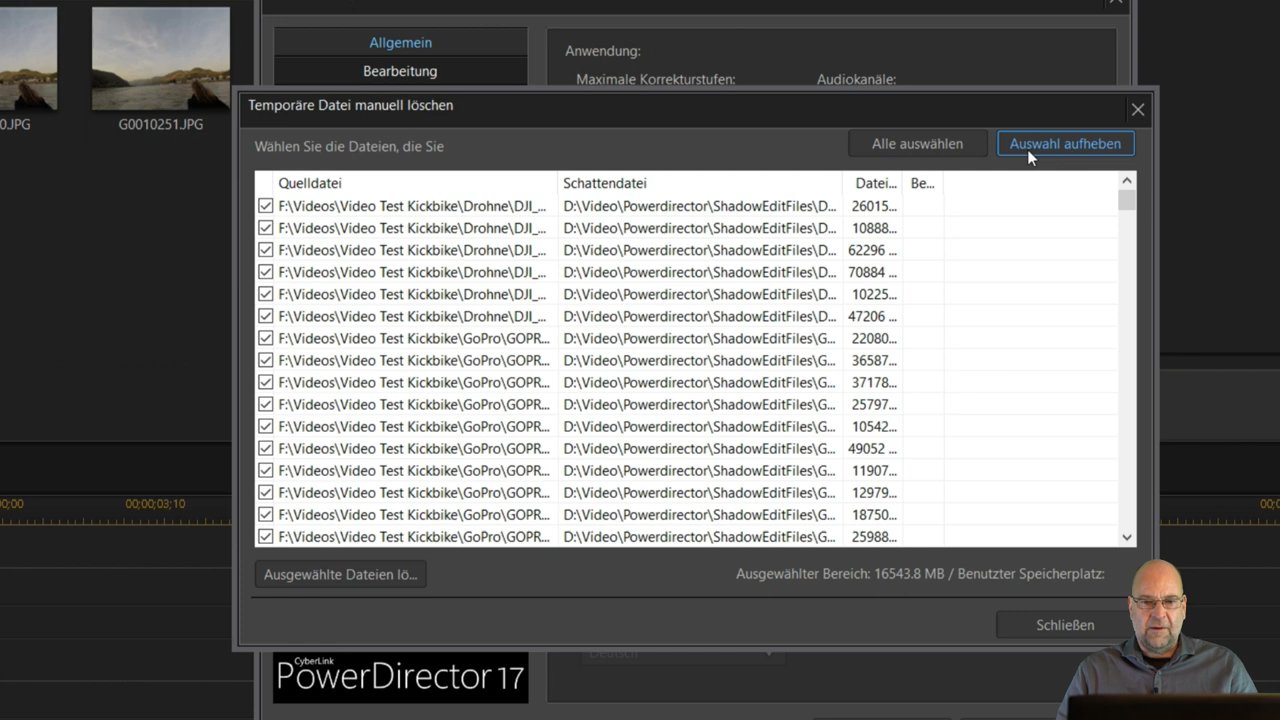 Allgemein
Bearbeitung
Anwendung:
Maximale Korrekturstufen:
Audiokanäle:
0.JPG
G0010251.JPG
Temporäre Datei manuell löschen
Wählen Sie die Dateien, die Sie
Alle auswählen
Auswahl aufheben
Quelldatei Schattendatei Datei... Be...
F:\Videos\Video Test Kickbike\Drohne\DJI_... D:\Video\Powerdirector\ShadowEditFiles\D... 26015...
F:\Videos\Video Test Kickbike\Drohne\DJI_... D:\Video\Powerdirector\ShadowEditFiles\D... 10888...
F:\Videos\Video Test Kickbike\Drohne\DJI_... D:\Video\Powerdirector\ShadowEditFiles\D... 62296 ...
F:\Videos\Video Test Kickbike\Drohne\DJI_... D:\Video\Powerdirector\ShadowEditFiles\D... 70884 ...
F:\Videos\Video Test Kickbike\Drohne\DJI_... D:\Video\Powerdirector\ShadowEditFiles\D... 10225...
F:\Videos\Video Test Kickbike\Drohne\DJI_... D:\Video\Powerdirector\ShadowEditFiles\D... 47206 ...
F:\Videos\Video Test Kickbike\GoPro\GOPR... D:\Video\Powerdirector\ShadowEditFiles\G... 22080...
F:\Videos\Video Test Kickbike\GoPro\GOPR... D:\Video\Powerdirector\ShadowEditFiles\G... 36587...
F:\Videos\Video Test Kickbike\GoPro\GOPR... D:\Video\Powerdirector\ShadowEditFiles\G... 37178...
F:\Videos\Video Test Kickbike\GoPro\GOPR... D:\Video\Powerdirector\ShadowEditFiles\G... 25797...
F:\Videos\Video Test Kickbike\GoPro\GOPR... D:\Video\Powerdirector\ShadowEditFiles\G... 10542...
F:\Videos\Video Test Kickbike\GoPro\GOPR... D:\Video\Powerdirector\ShadowEditFiles\G... 49052 ...
F:\Videos\Video Test Kickbike\GoPro\GOPR... D:\Video\Powerdirector\ShadowEditFiles\G... 11907...
F:\Videos\Video Test Kickbike\GoPro\GOPR... D:\Video\Powerdirector\ShadowEditFiles\G... 12979...
F:\Videos\Video Test Kickbike\GoPro\GOPR... D:\Video\Powerdirector\ShadowEditFiles\G... 18750...
F:\Videos\Video Test Kickbike\GoPro\GOPR... D:\Video\Powerdirector\ShadowEditFiles\G... 25988...
00;00
00;00;03;10
00;0
Ausgewählte Dateien lö...
Ausgewählter Bereich: 16543.8 MB / Benutzter Speicherplatz:
Schließen
Deutsch
CyberLink
PowerDirector 17